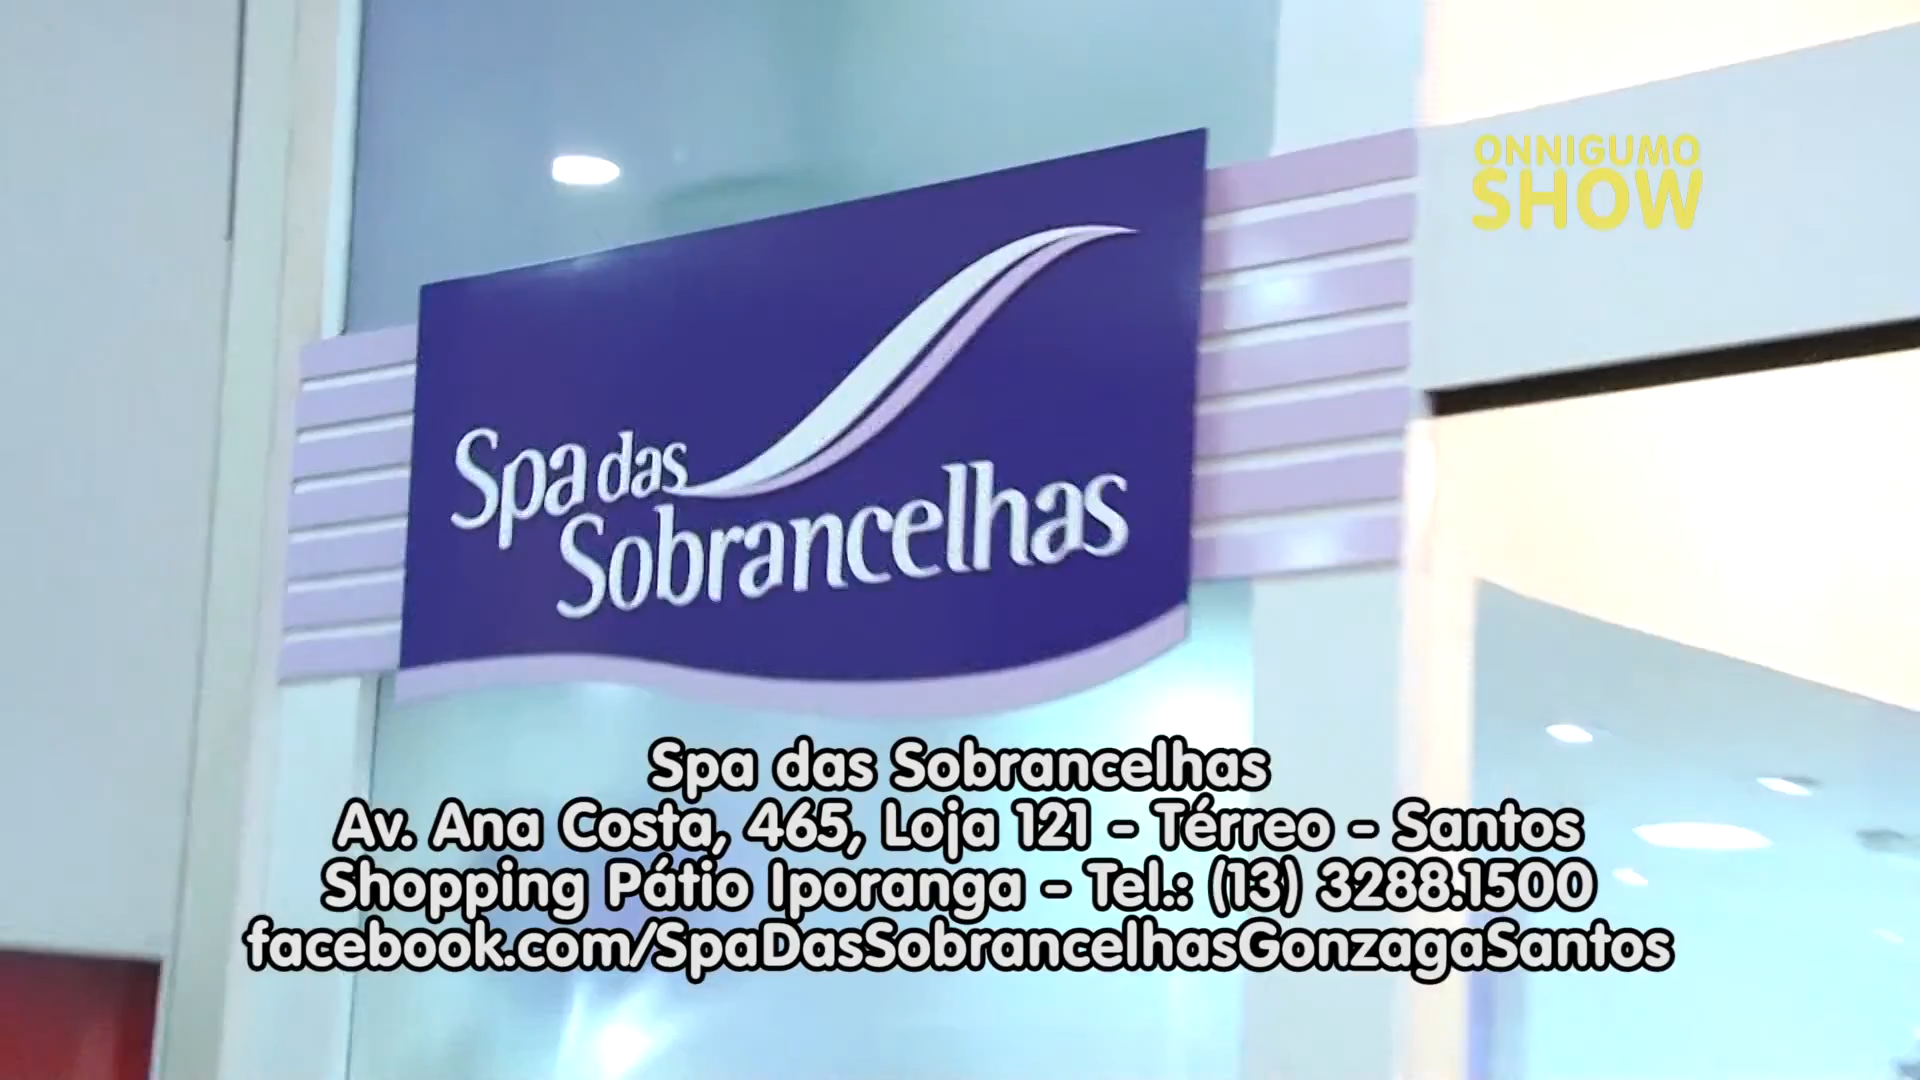 ONNIGUMO
SHOW
Spa das
Sobrancelhas
Spa das Sobrancelhas
Av. Ana Costa, 465, Loja 121 - Térreo - Santos
Shopping Pátio Iporanga - Tel.: (13) 3288.1500
facebook.com/SpaDasSobrancelhasGonzagaSantos